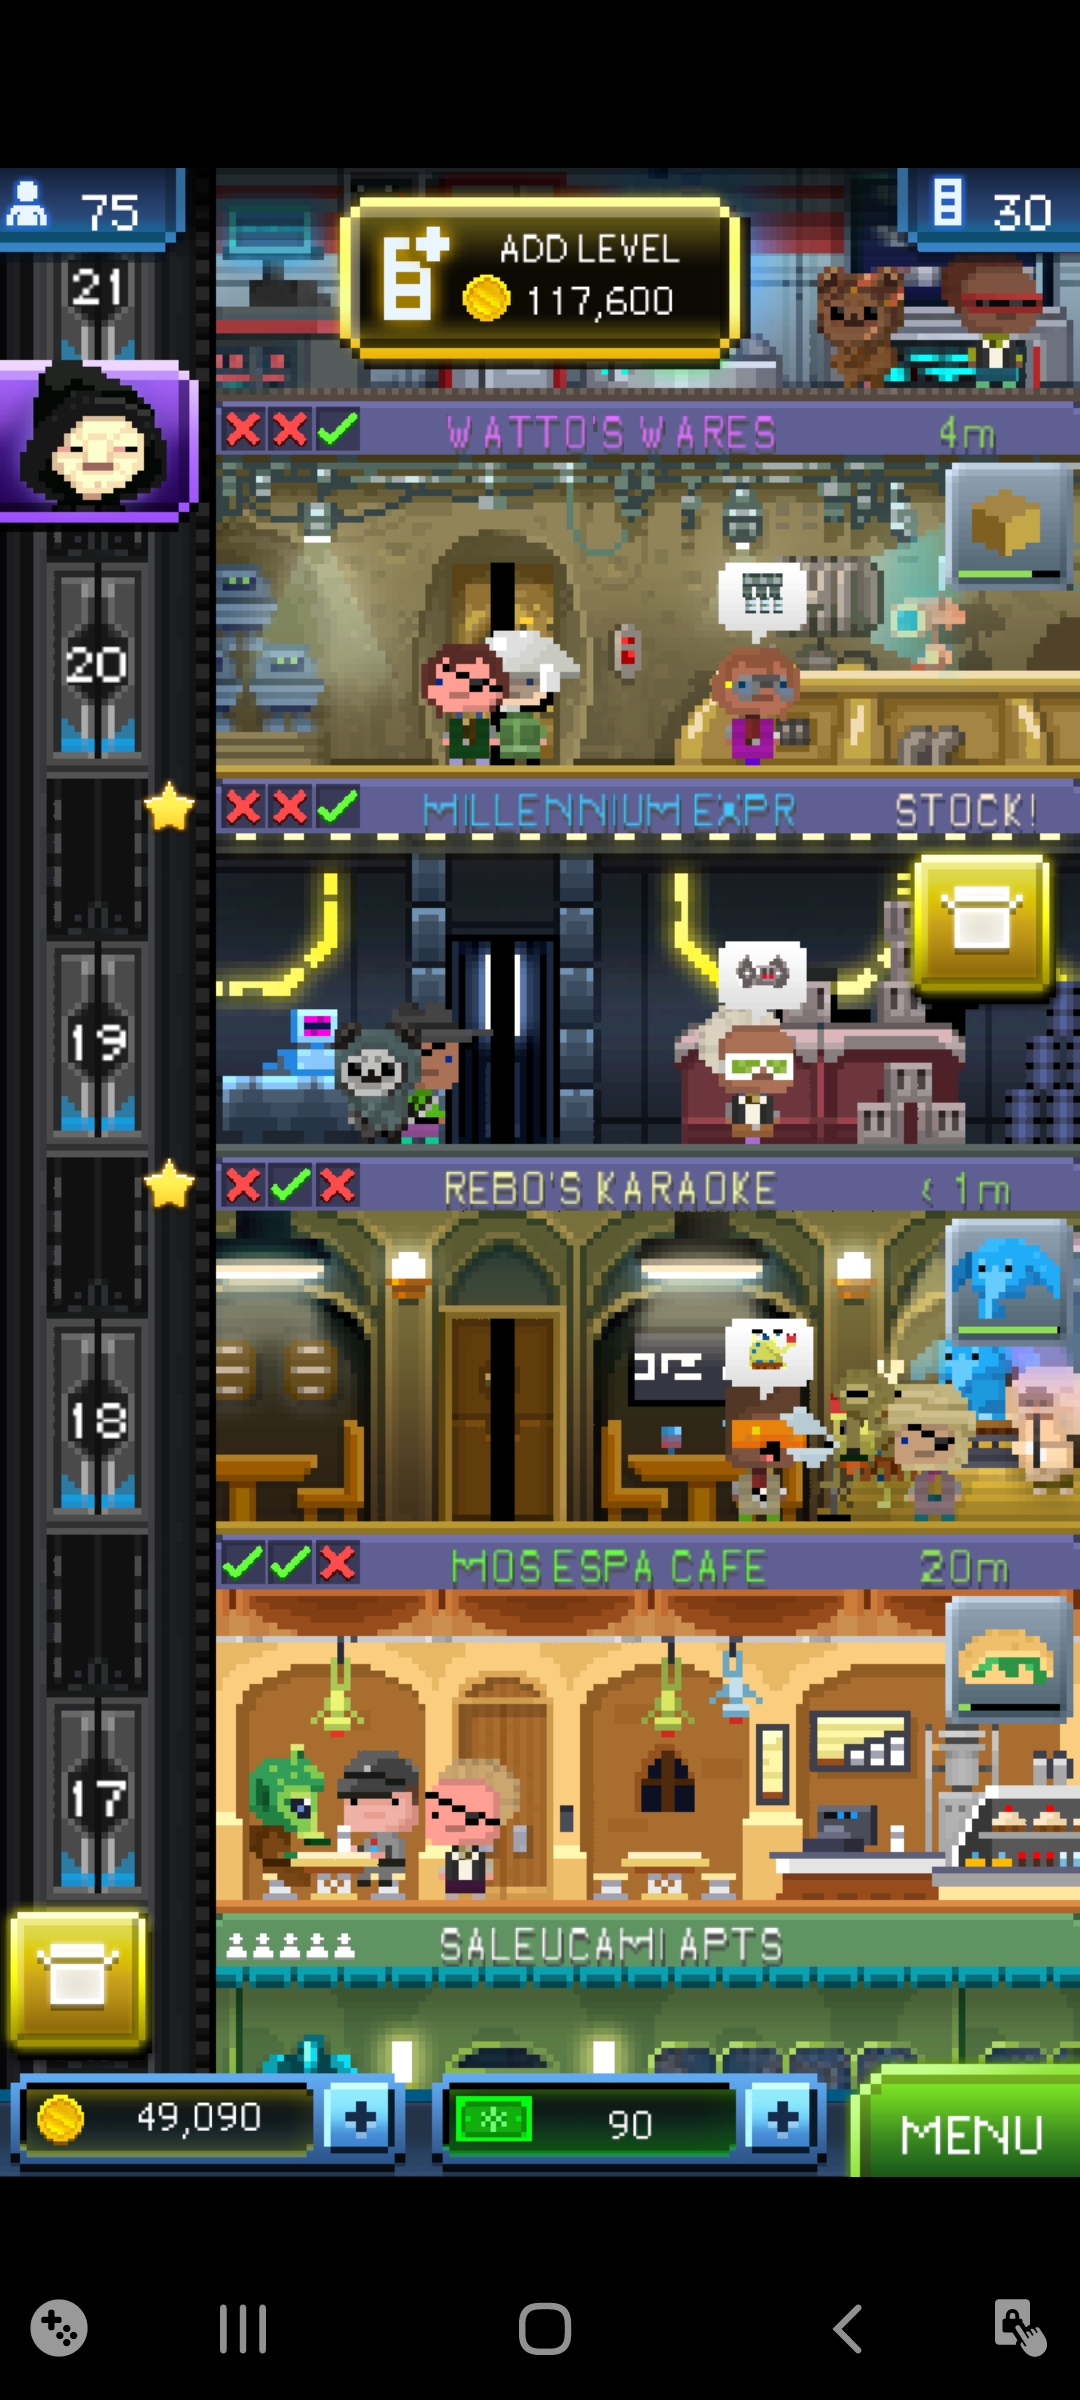 75
ADD LEVEL
117,600
30
21
WATTO'S WARES
4m
20
MILLENNIUM EXPR
STOCK!
19
REBO'S KARAOKE
< 1m
18
MOS ESPA CAFE
20m
17
SALEUCAMI APTS
49,090
90
MENU